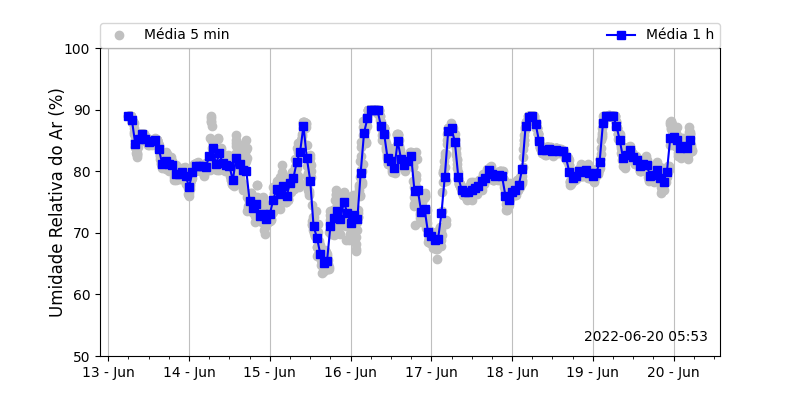 Média 5 min
Média 1 h
Umidade Relativa do Ar (%)
100
90
80
70
60
50
2022-06-20 05:53
13 - Jun
14 - Jun
15 - Jun
16 - Jun
17 - Jun
18 - Jun
19 - Jun
20 - Jun